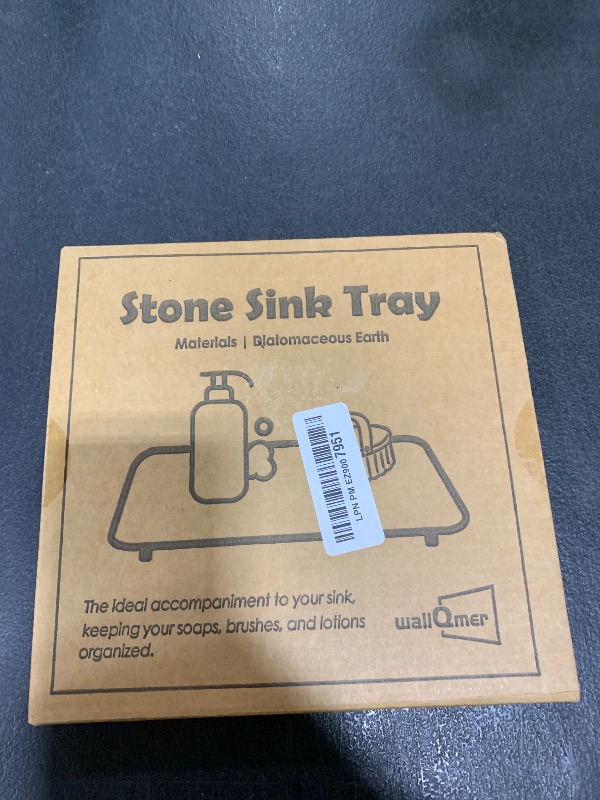 Stone Sink Tray
Materials | Diatomaceous Earth
LPN PM EZ900 7951
The ideal accompaniment to your sink,
keeping your soaps, brushes, and lotions
organized.
wallQmer